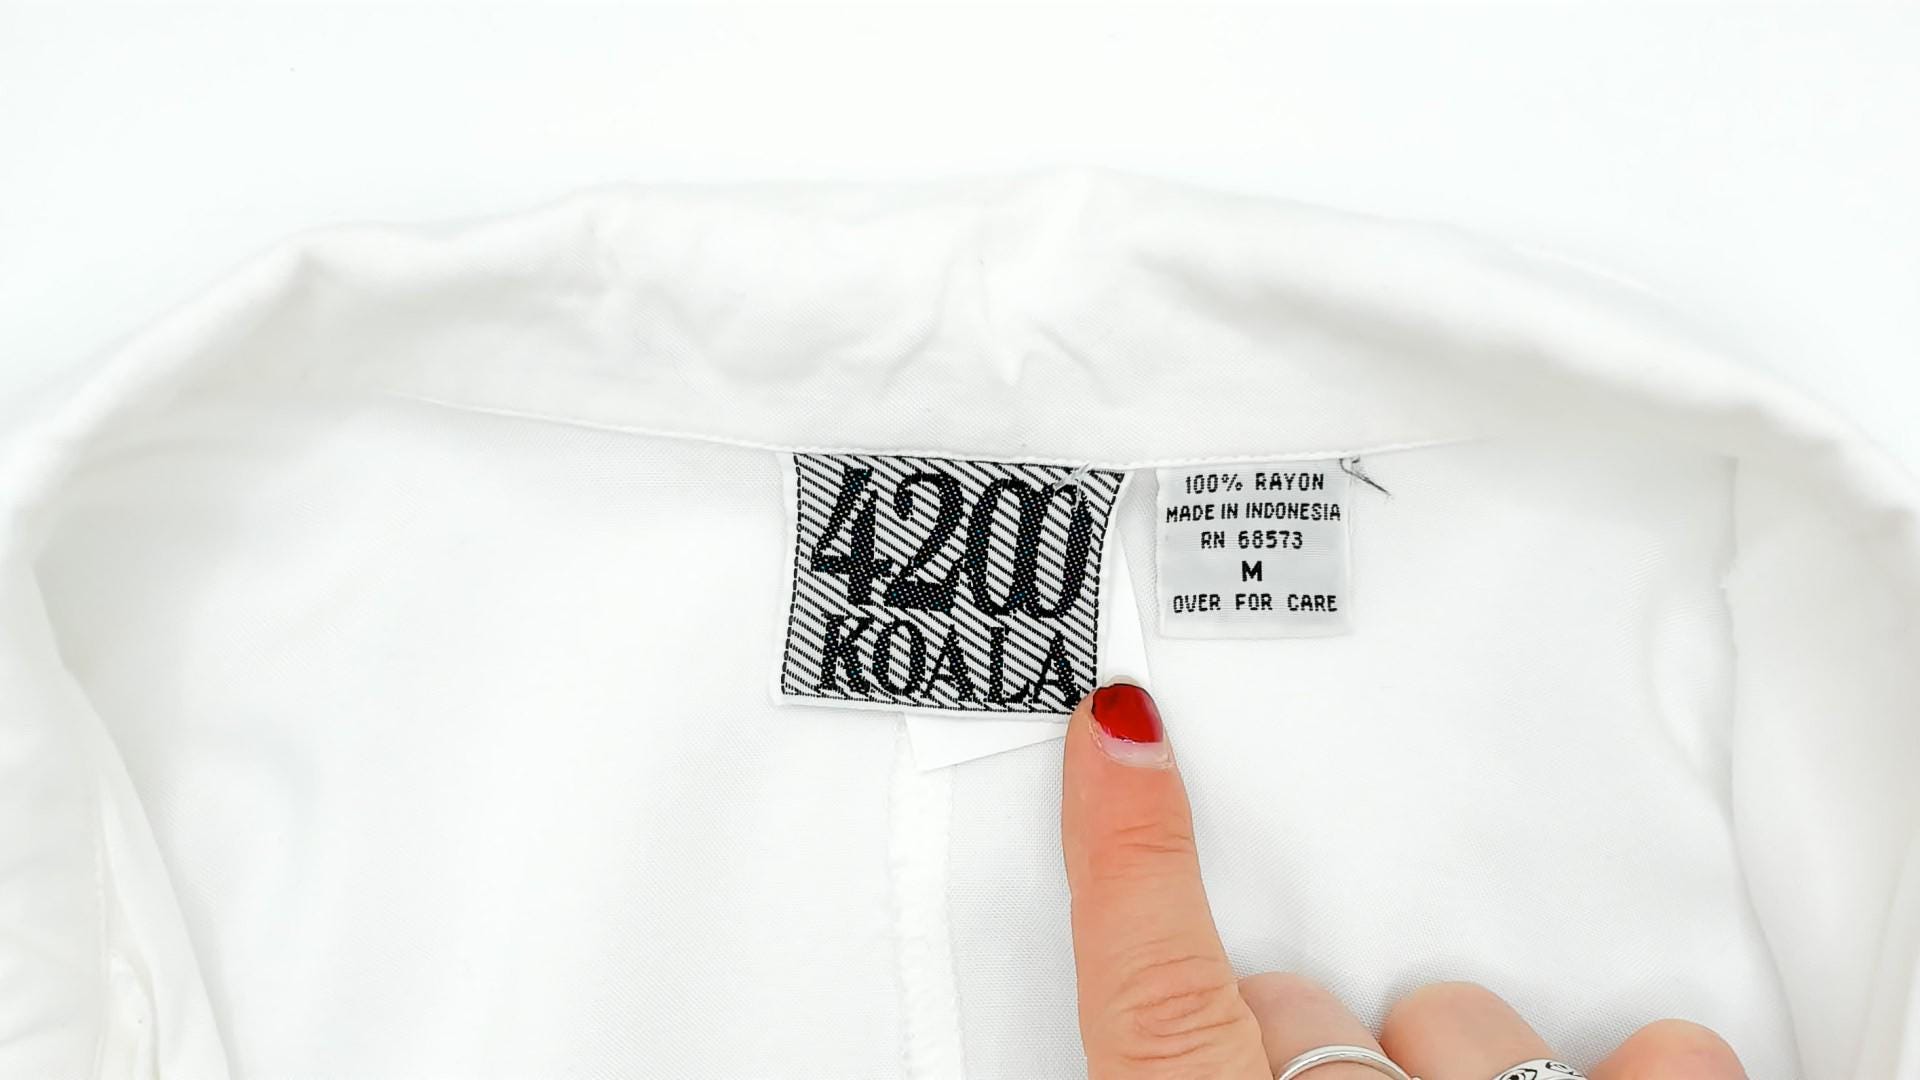 4200
KOALA
100% RAYON
MADE IN INDONESIA
RN 68573
M
OVER FOR CARE